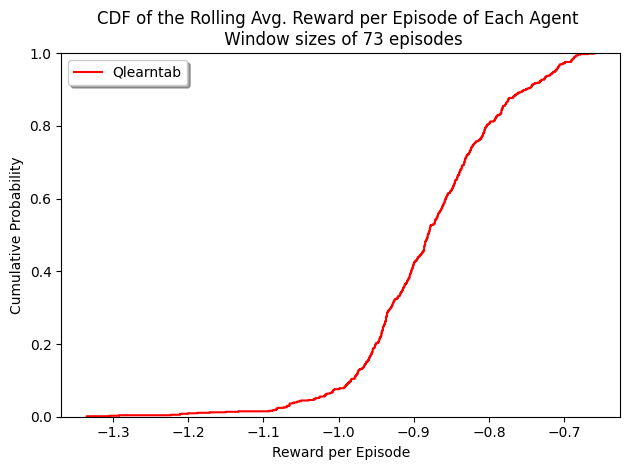 CDF of the Rolling Avg. Reward per Episode of Each Agent
Window sizes of 73 episodes
Qlearntab
1.0
0.8
0.6
0.4
0.2
0.0
Cumulative Probability
−1.3 −1.2 −1.1 −1.0 −0.9 −0.8 −0.7
Reward per Episode